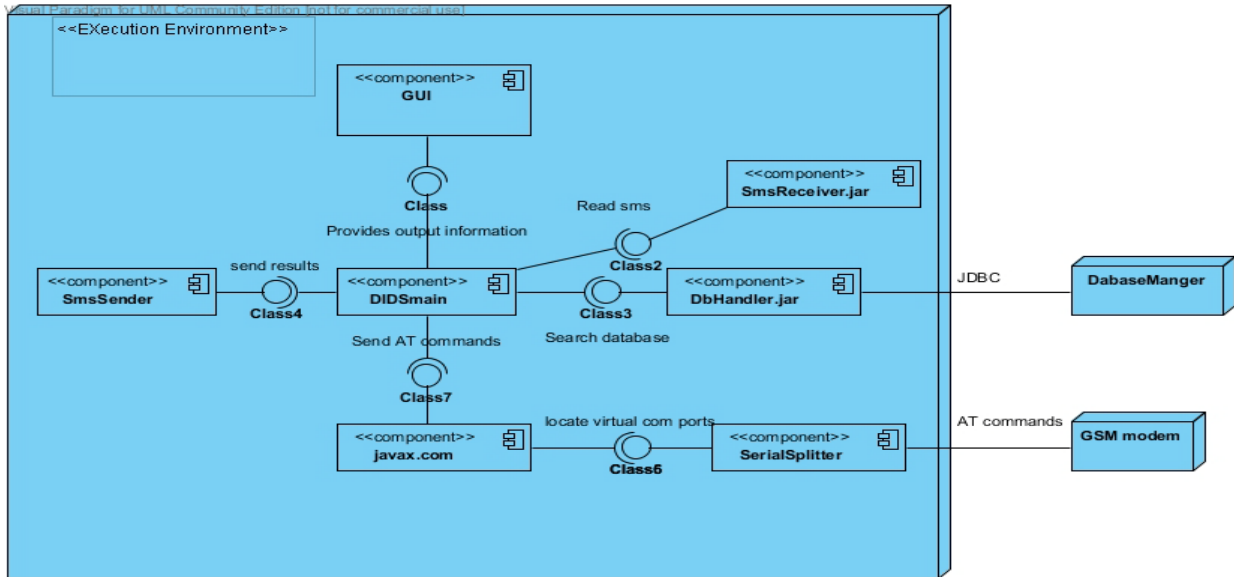 Visual Paradigm for UML Community Edition [not for commercial use]
<<EXecution Environment>>
<<component>>
GUI
Class
Provides output information
<<component>>
SmsReceiver.jar
Read sms
Class2
send results
<<component>>
SmsSender
Class4
<<component>>
DIDSmain
Class3
Search database
<<component>>
DbHandler.jar
JDBC
DabaseManger
Send AT commands
Class7
<<component>>
javax.com
locate virtual com ports
<<component>>
SerialSplitter
AT commands
GSM modem